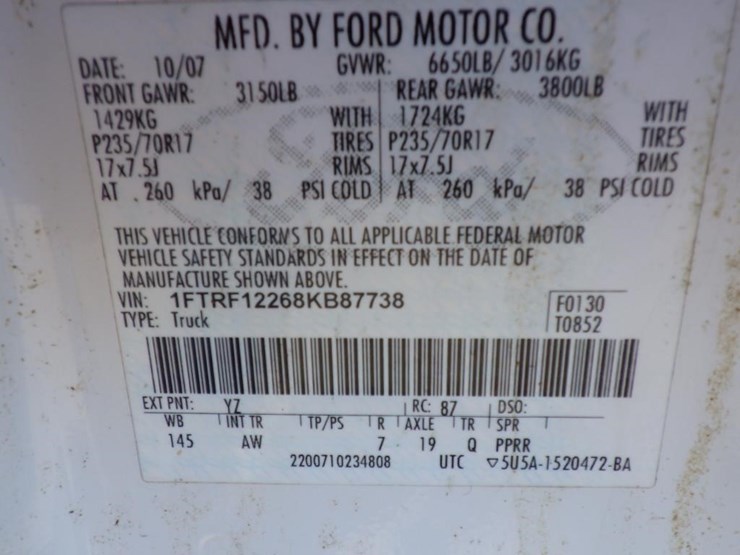 MFD. BY FORD MOTOR CO.
DATE: 10/07 GVWR: 6650LB/ 3016KG
FRONT GAWR: 3150LB REAR GAWR: 3800LB
1429KG WITH 1724KG WITH
P235/70R17 TIRES P235/70R17 TIRES
17x7.5J RIMS 17x7.5J RIMS
AT 260 kPa/ 38 PSI COLD AT 260 kPa/ 38 PSI COLD
THIS VEHICLE CONFORMS TO ALL APPLICABLE FEDERAL MOTOR
VEHICLE SAFETY STANDARDS IN EFFECT ON THE DATE OF
MANUFACTURE SHOWN ABOVE.
VIN: 1FTRF12268KB87738 F0130
TYPE: Truck T0852
EXT PNT: YZ RC: 87 DSO:
WB INT TR TP/PS R AXLE TR SPR
145 AW 7 19 Q PPRR
2200710234808 UTC ▽5U5A-1520472-BA